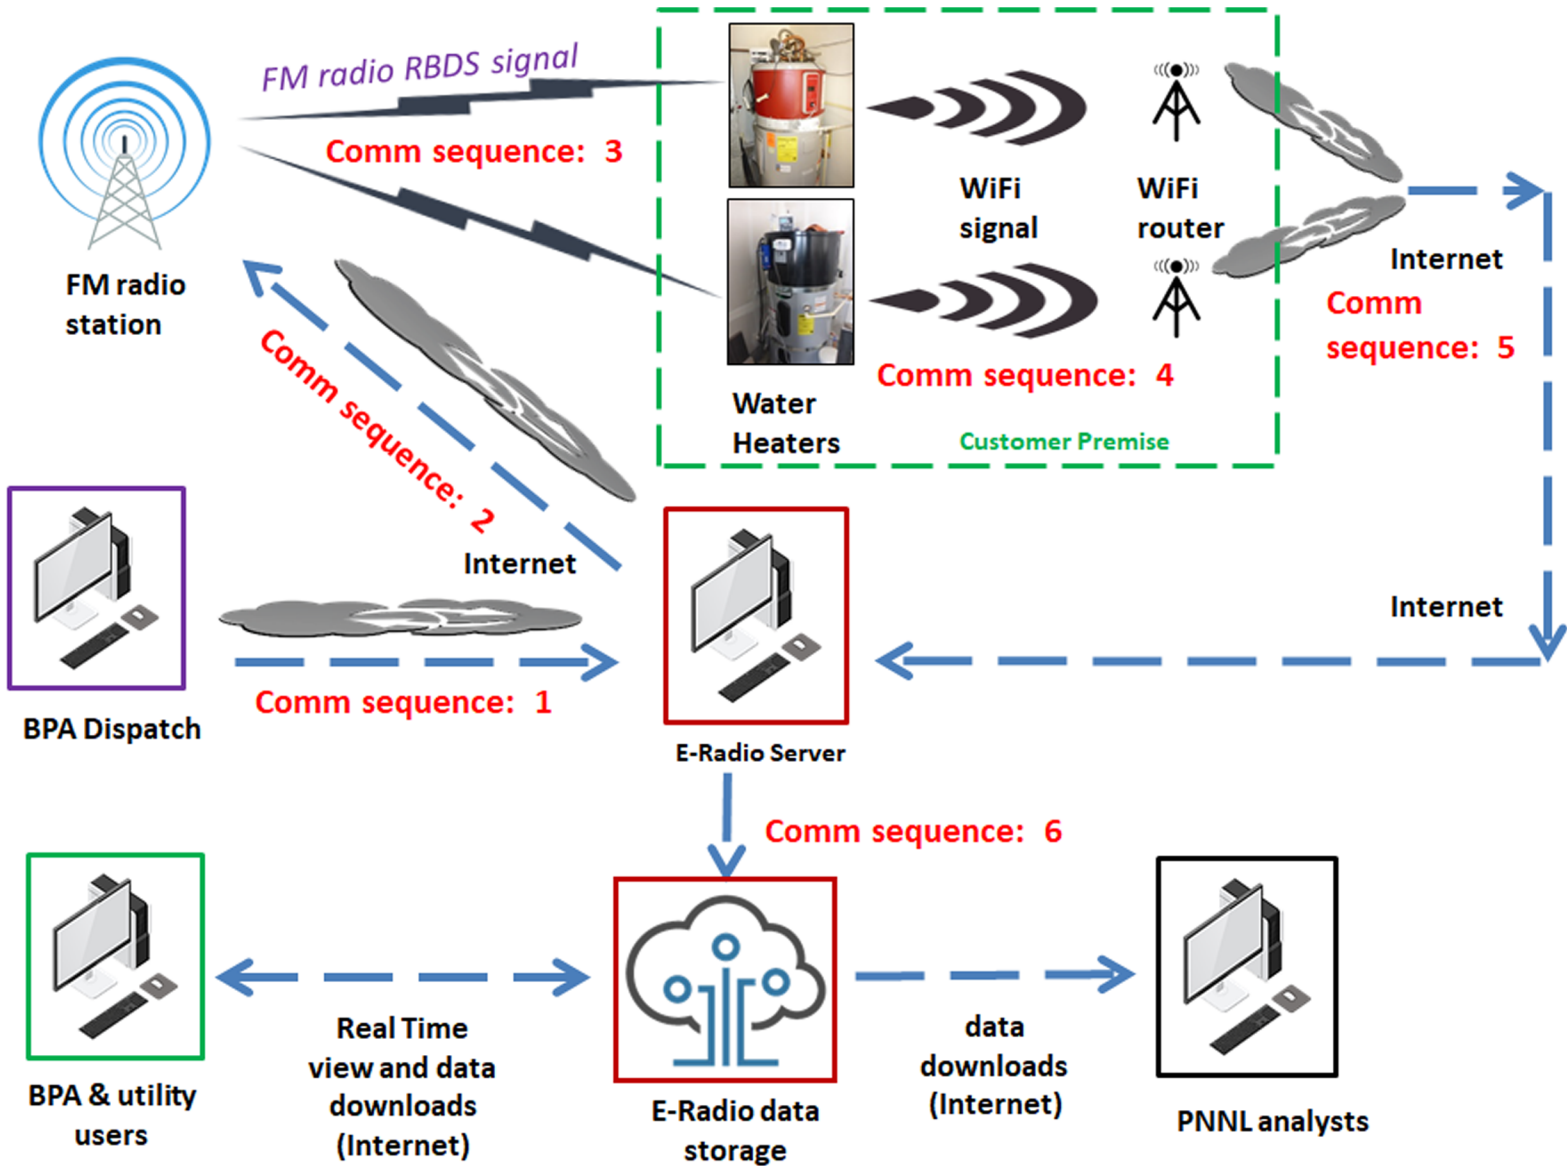 FM radio RBDS signal
Comm sequence: 3
FM radio
station
WiFi
signal
WiFi
router
Internet
Comm
sequence: 5
Comm sequence: 4
Water
Heaters
Customer Premise
Comm sequence: 2
Internet
Internet
Comm sequence: 1
BPA Dispatch
E-Radio Server
Comm sequence: 6
Real Time
view and data
downloads
(Internet)
data
downloads
(Internet)
BPA & utility
users
E-Radio data
storage
PNNL analysts